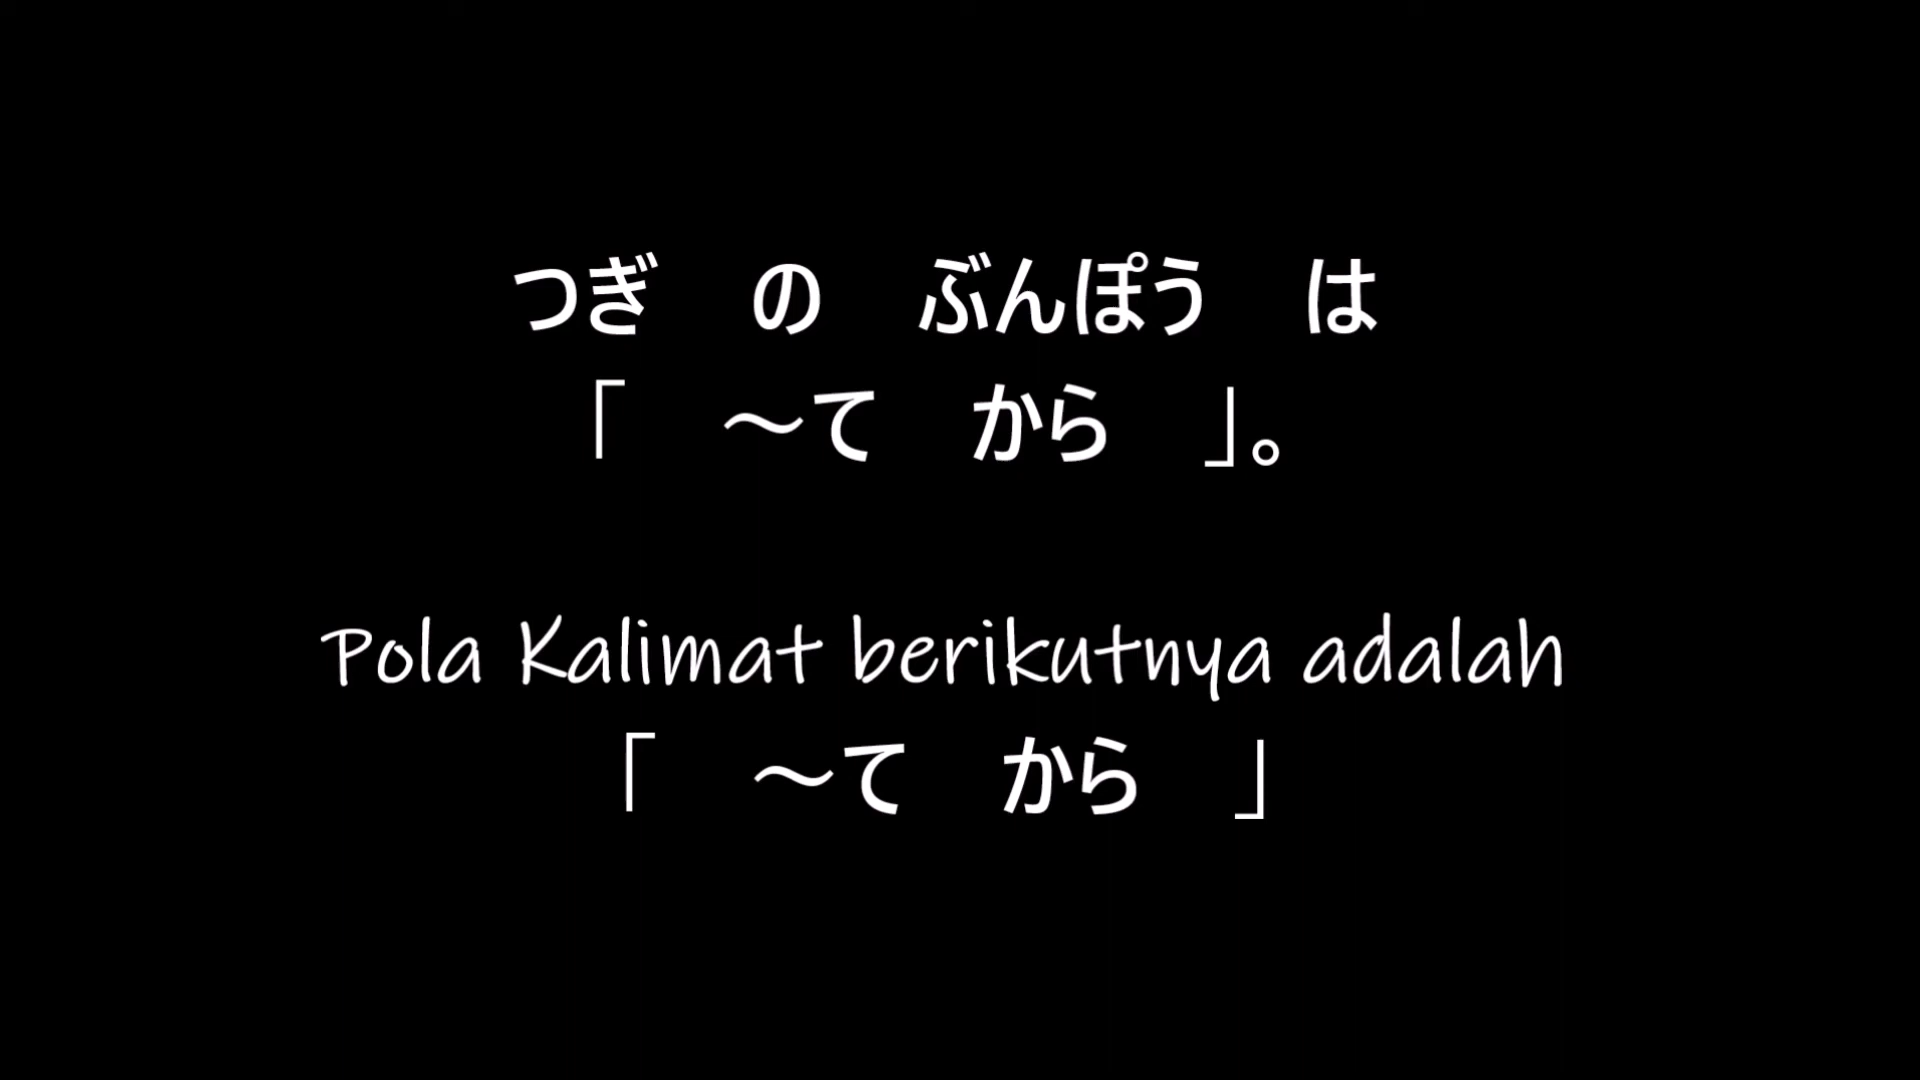 つぎ　の　ぶんぽう　は
「　～て　から　」。
Pola Kalimat berikutnya adalah
「　～て　から　」